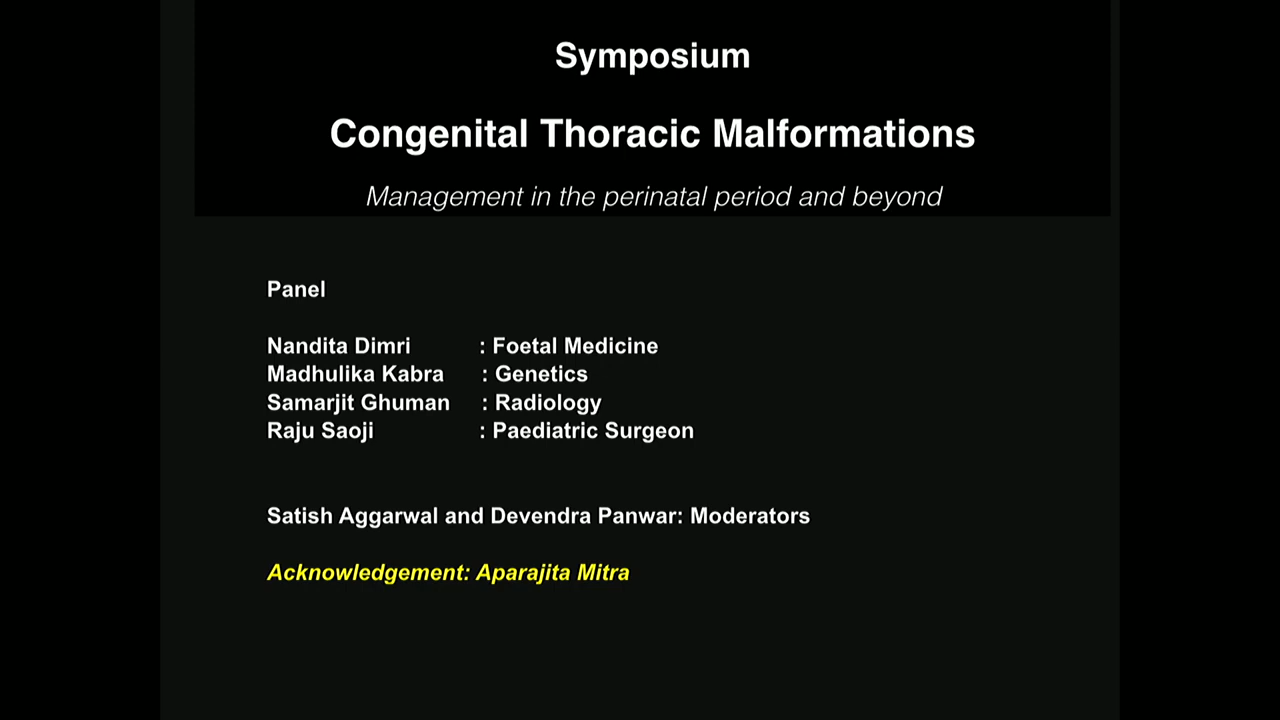 Symposium
Congenital Thoracic Malformations
Management in the perinatal period and beyond
Panel
Nandita Dimri : Foetal Medicine
Madhulika Kabra : Genetics
Samarjit Ghuman : Radiology
Raju Saoji : Paediatric Surgeon
Satish Aggarwal and Devendra Panwar: Moderators
Acknowledgement: Aparajita Mitra